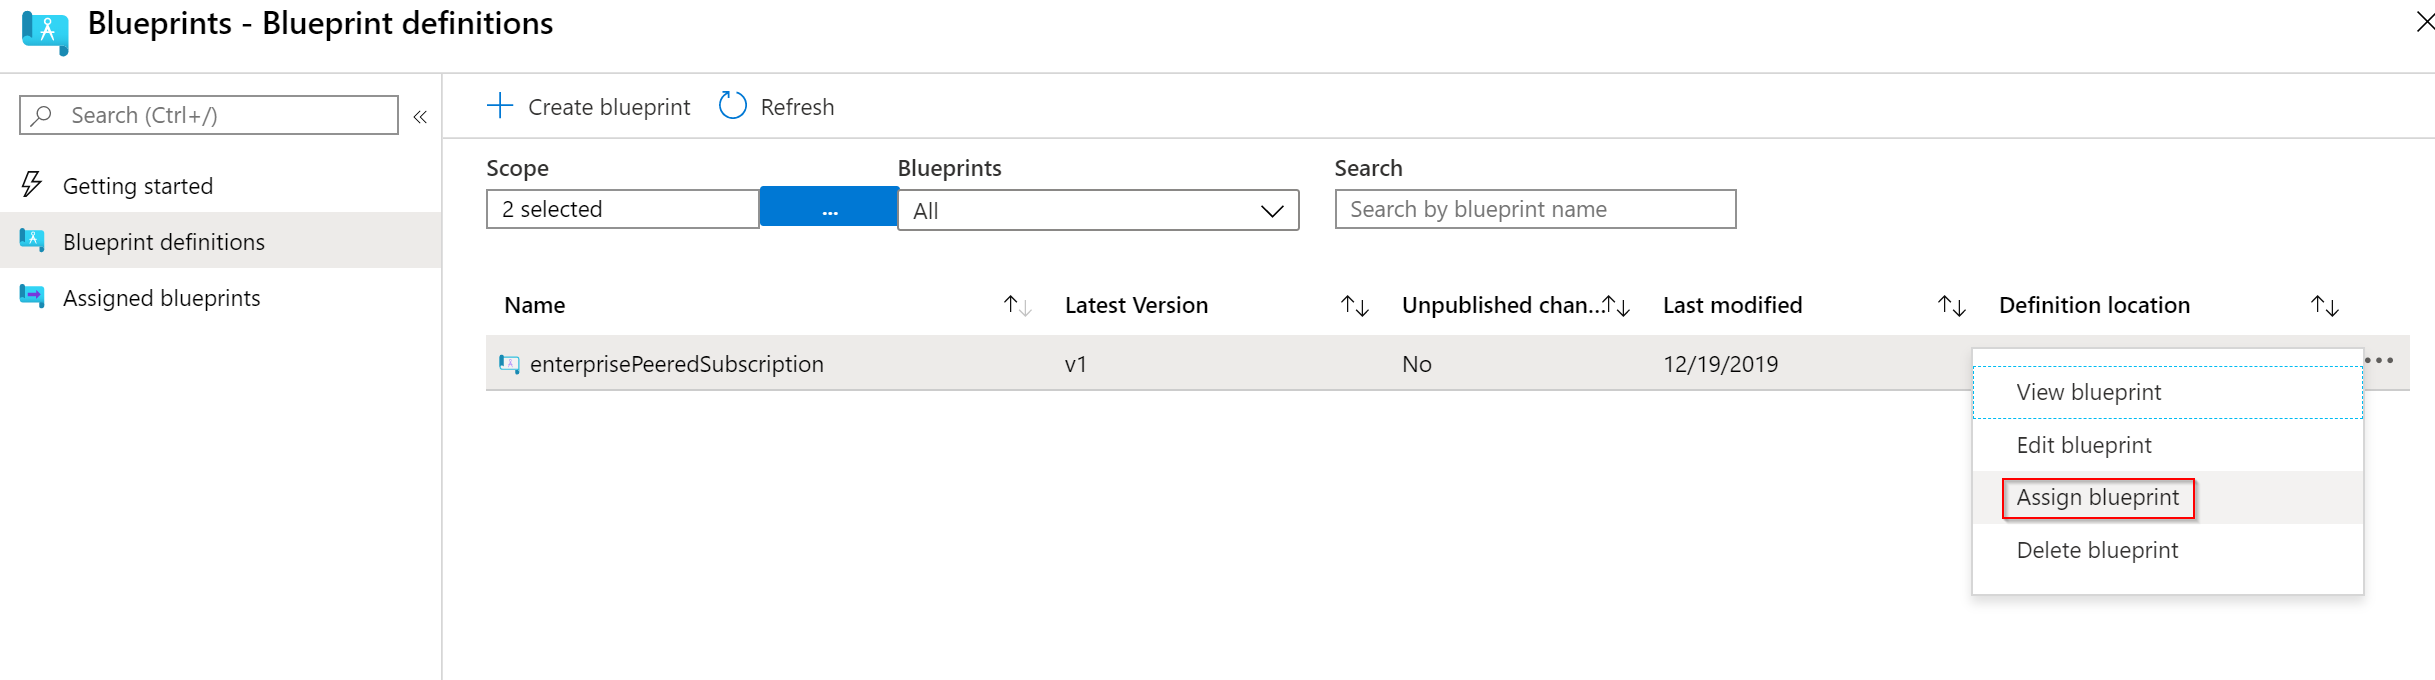 Blueprints - Blueprint definitions
Search (Ctrl+/)
Getting started
Blueprint definitions
Assigned blueprints
Create blueprint Refresh
Scope Blueprints Search
2 selected ... All Search by blueprint name
Name Latest Version Unpublished chan... Last modified Definition location
enterprisePeeredSubscription v1 No 12/19/2019
View blueprint
Edit blueprint
Assign blueprint
Delete blueprint